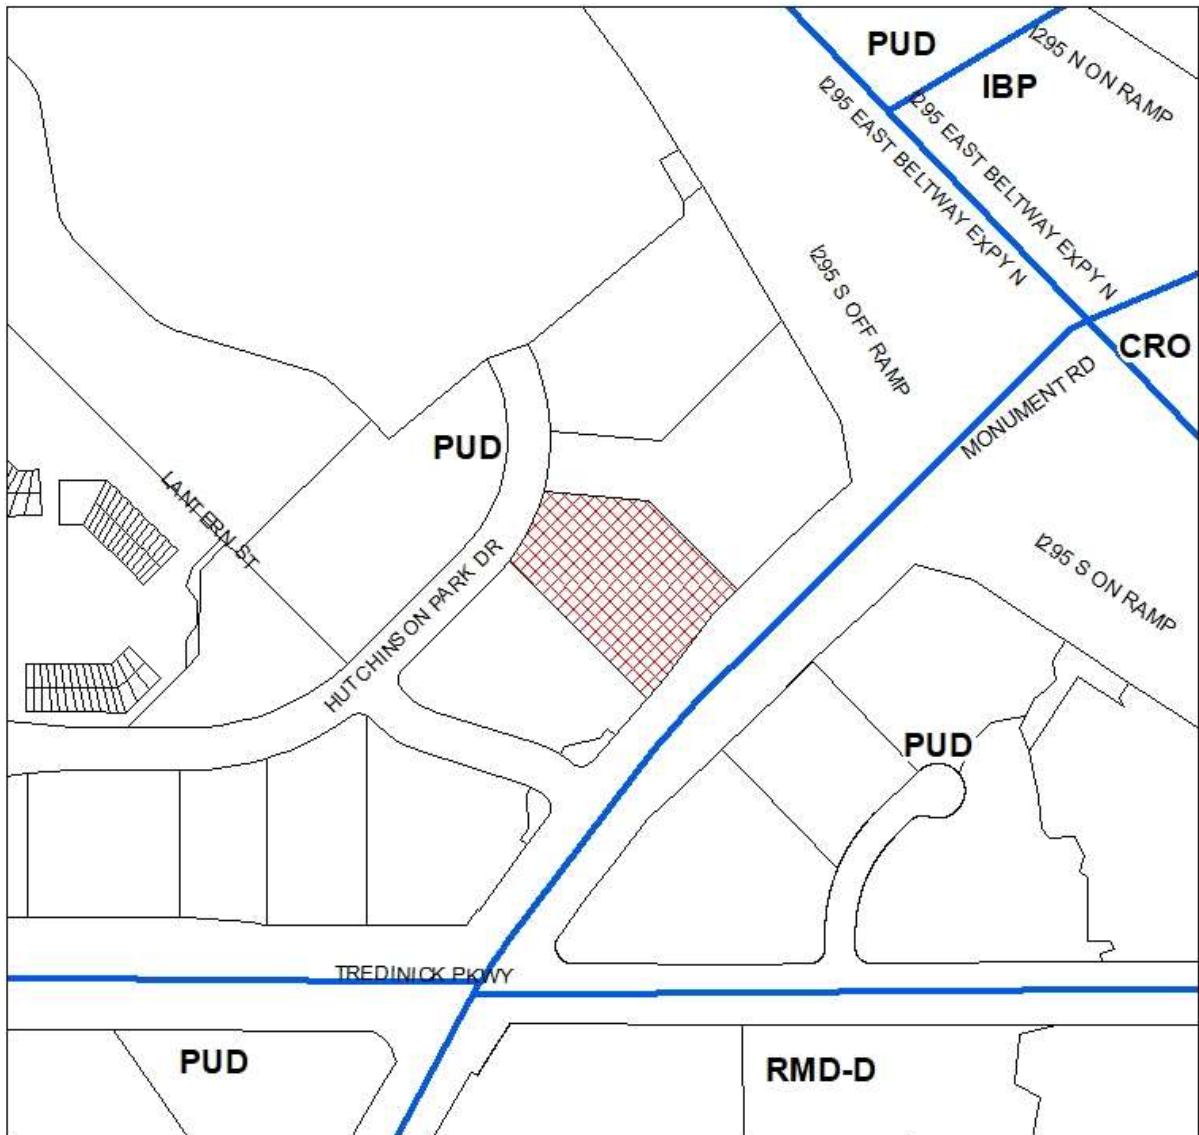 PUD
IBP
I295 N ON RAMP
I295 EAST BELTWAY EXPY N
I295 EAST BELTWAY EXPY N
I295 S OFF RAMP
CRO
MONUMENT RD
PUD
LANTERN ST
HUTCHINSON PARK DR
I295 S ON RAMP
PUD
TREDINICK PKWY
PUD
RMD-D